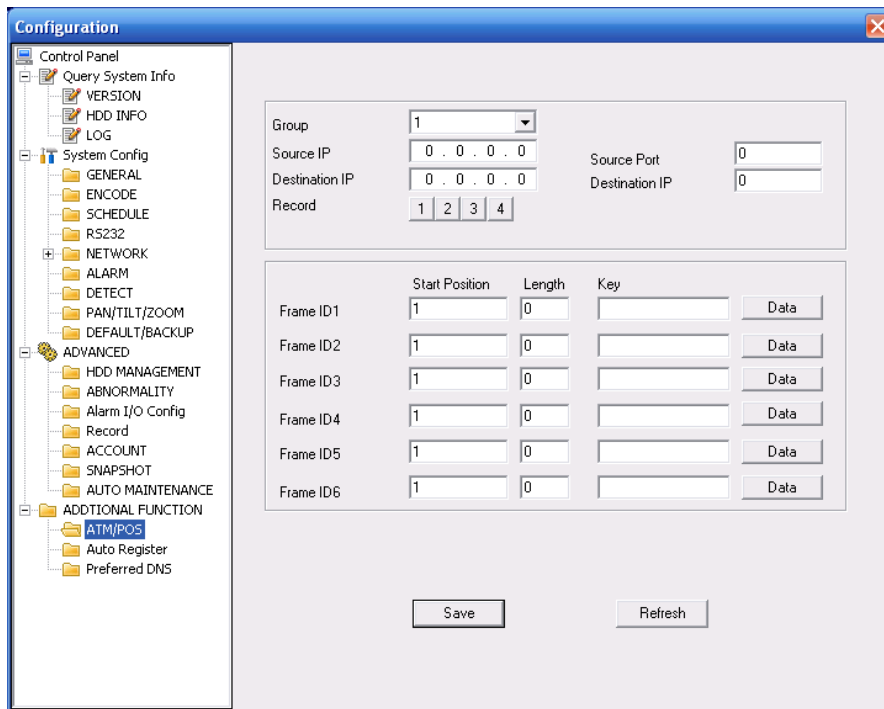 Configuration
Control Panel
Query System Info
VERSION
HDD INFO
LOG
System Config
GENERAL
ENCODE
SCHEDULE
RS232
NETWORK
ALARM
DETECT
PAN/TILT/ZOOM
DEFAULT/BACKUP
ADVANCED
HDD MANAGEMENT
ABNORMALITY
Alarm I/O Config
Record
ACCOUNT
SNAPSHOT
AUTO MAINTENANCE
ADDTIONAL FUNCTION
ATM/POS
Auto Register
Preferred DNS
Group 1
Source IP 0 . 0 . 0 . 0 Source Port 0
Destination IP 0 . 0 . 0 . 0 Destination IP 0
Record 1 2 3 4
Start Position Length Key
Frame ID1 1 0 Data
Frame ID2 1 0 Data
Frame ID3 1 0 Data
Frame ID4 1 0 Data
Frame ID5 1 0 Data
Frame ID6 1 0 Data
Save Refresh